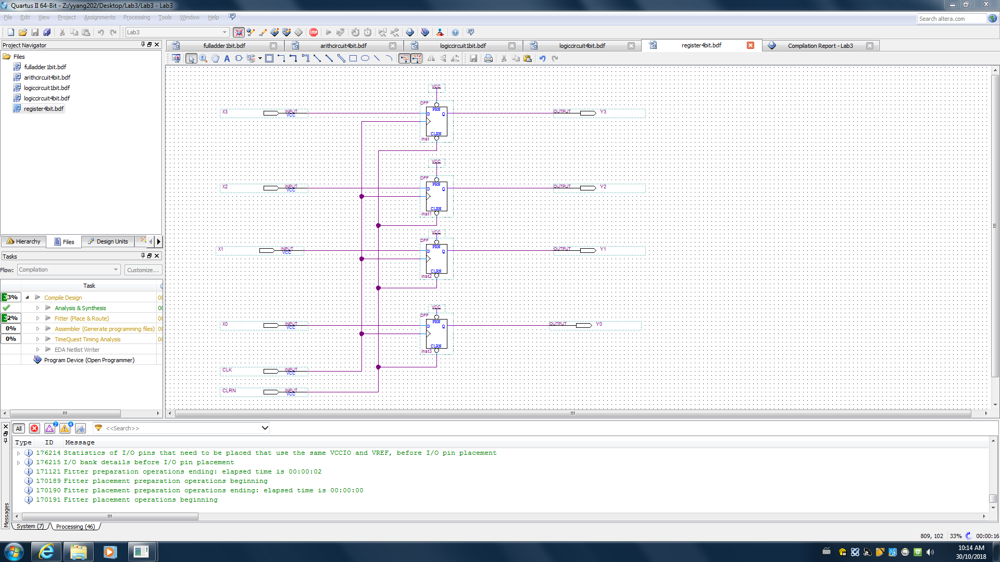 Quartus II 64-Bit - Z:/yyang202/Desktop/Lab3/Lab3 - Lab3
File Edit View Project Assignments Processing Tools Window Help
Search altera.com
Lab3
STOP
Project Navigator
Files
fulladder1bit.bdf
arithcircuit4bit.bdf
logiccircuit1bit.bdf
logiccircuit4bit.bdf
register4bit.bdf
Hierarchy Files Design Units
Tasks
Flow: Compilation Customize...
Task
33% Compile Design 00
Analysis & Synthesis 00
32% Fitter (Place & Route) 00
0% Assembler (Generate programming files) 00
0% TimeQuest Timing Analysis 00
EDA Netlist Writer
Program Device (Open Programmer)
fulladder1bit.bdf arithcircuit4bit.bdf logiccircuit1bit.bdf logiccircuit4bit.bdf register4bit.bdf Compilation Report - Lab3
VCC
DFF
X3 INPUT VCC D PRN Q OUTPUT Y3
CLRN
inst
VCC
DFF
X2 INPUT VCC D PRN Q OUTPUT Y2
CLRN
inst1
VCC
DFF
X1 INPUT VCC D PRN Q OUTPUT Y1
CLRN
inst2
VCC
DFF
X0 INPUT VCC D PRN Q OUTPUT Y0
CLRN
inst3
CLK INPUT VCC
CLRN INPUT VCC
All 2 4 <<Search>>
Type ID Message
176214 Statistics of I/O pins that need to be placed that use the same VCCIO and VREF, before I/O pin placement
176215 I/O bank details before I/O pin placement
171121 Fitter preparation operations ending: elapsed time is 00:00:02
170189 Fitter placement preparation operations beginning
170190 Fitter placement preparation operations ending: elapsed time is 00:00:00
170191 Fitter placement operations beginning
Messages
System (7) Processing (46)
809, 102 33% 00:00:16
10:14 AM
30/10/2018